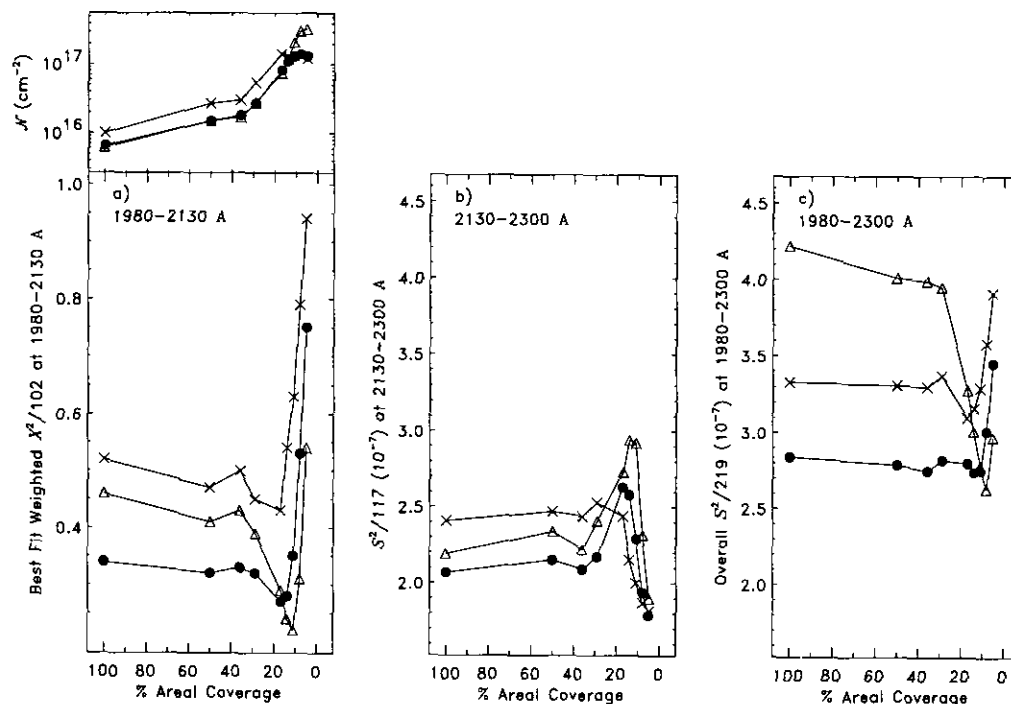 10¹⁷
10¹⁶
𝒩 (cm⁻²)
a)
1980–2130 A
1.0
0.8
0.6
0.4
Best Fit Weighted X²/102 at 1980–2130 A
100 80 60 40 20 0
% Areal Coverage
b)
2130–2300 A
4.5
4.0
3.5
3.0
2.5
2.0
S²/117 (10⁻⁷) at 2130–2300 A
100 80 60 40 20 0
% Areal Coverage
c)
1980–2300 A
4.5
4.0
3.5
3.0
2.5
2.0
Overall S²/219 (10⁻⁷) at 1980–2300 A
100 80 60 40 20 0
% Areal Coverage